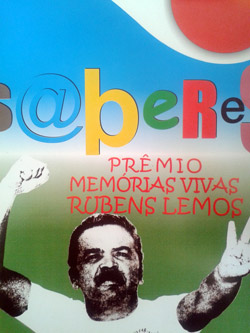 s@beRes
PRÊMIO
MEMÓRIAS VIVAS
RUBENS LEMOS